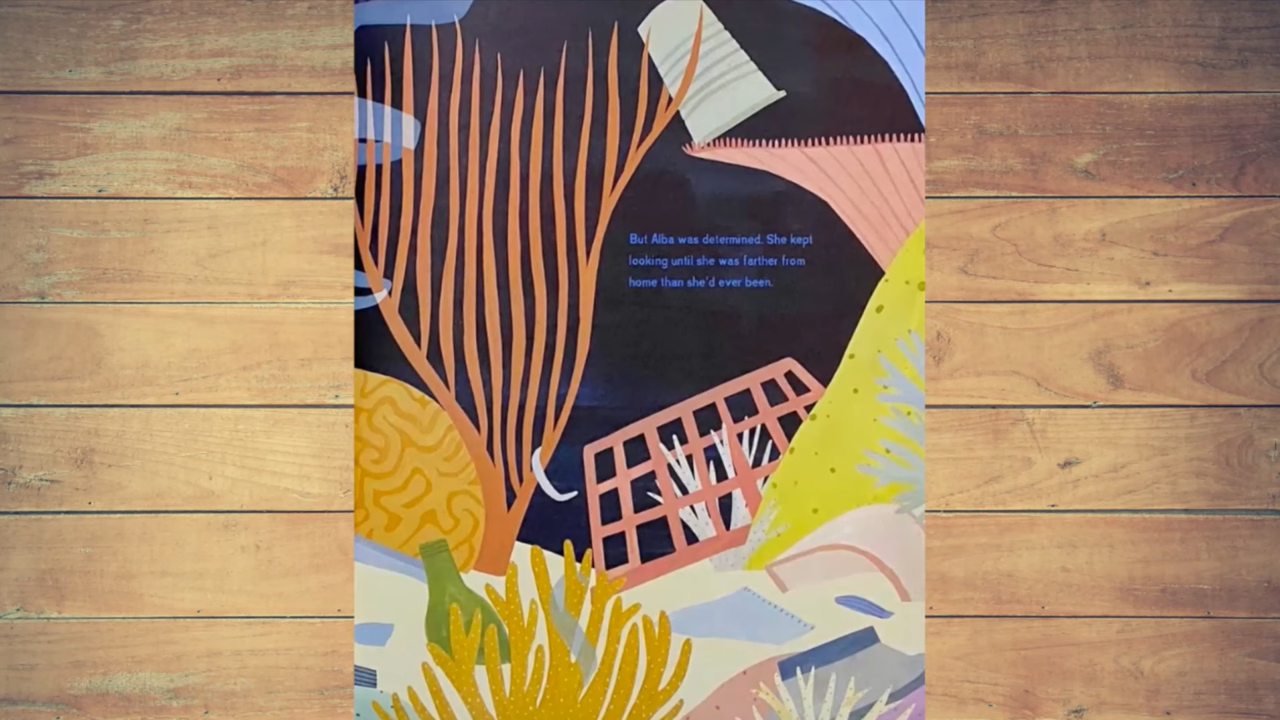 But Alba was determined. She kept
looking until she was farther from
home than she'd ever been.